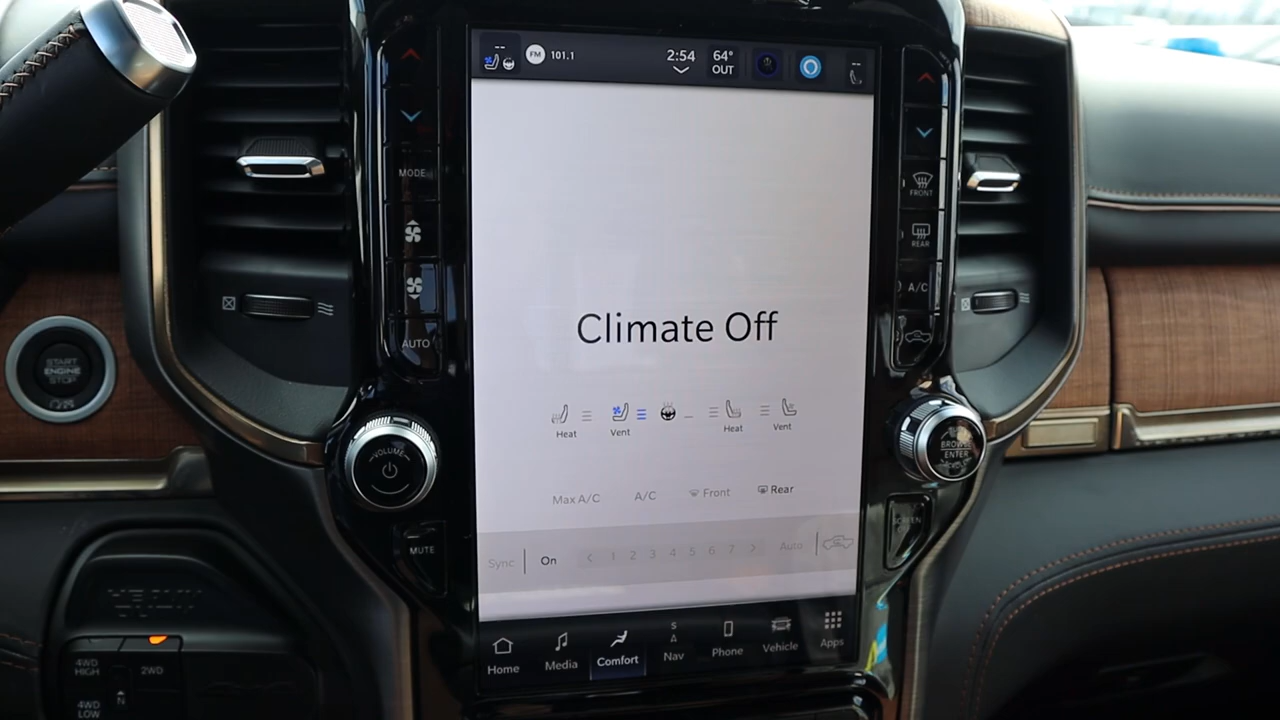 --
FM 101.1
2:54
64°
OUT
--
MODE
AUTO
FRONT
REAR
A/C
Climate Off
Heat
Vent
Heat
Vent
Max A/C
A/C
Front
Rear
Sync
On
< 1 2 3 4 5 6 7 >
Auto
START
ENGINE
STOP
VOLUME
MUTE
BROWSE
ENTER
SCREEN
OFF
Home
Media
Comfort
S
Nav
Phone
Vehicle
Apps
4WD
HIGH
2WD
N
4WD
LOW